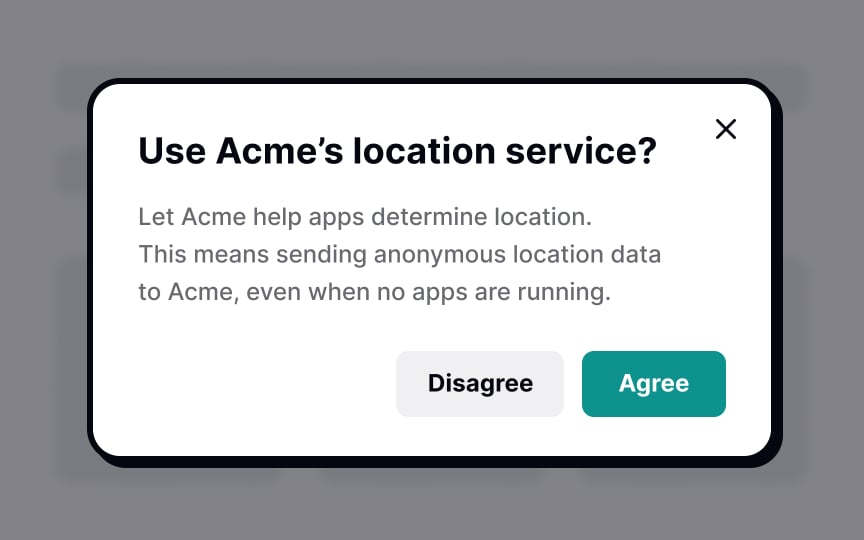 Use Acme’s location service?
Let Acme help apps determine location.
This means sending anonymous location data
to Acme, even when no apps are running.
Disagree
Agree